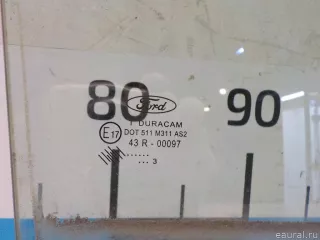 80
90
Ford
DURACAM
DOT 511 M311 AS2
E17
43 R - 00097
...... 3
eaural.ru